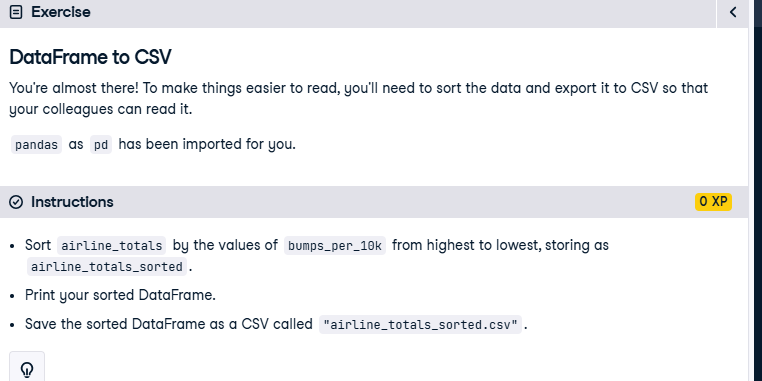 Exercise
DataFrame to CSV
You're almost there! To make things easier to read, you'll need to sort the data and export it to CSV so that
your colleagues can read it.
pandas as pd has been imported for you.
Instructions
0 XP
Sort airline_totals by the values of bumps_per_10k from highest to lowest, storing as
airline_totals_sorted.
Print your sorted DataFrame.
Save the sorted DataFrame as a CSV called "airline_totals_sorted.csv".